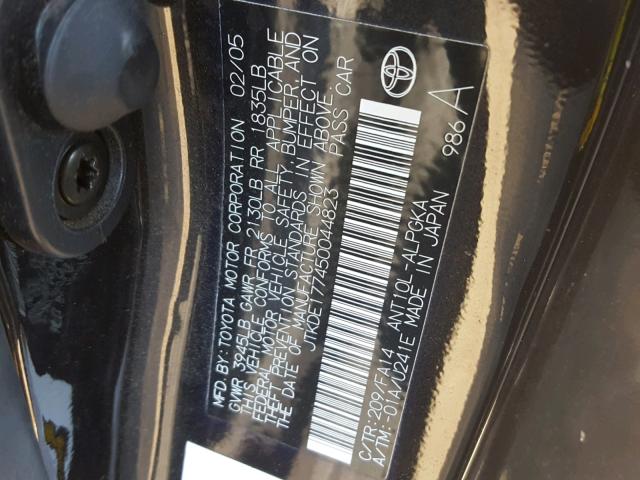 MFD. BY: TOYOTA MOTOR CORPORATION 02/05
GVWR 3945LB GAWR FR 2130LB RR 1835LB
THIS VEHICLE CONFORMS TO ALL APPLICABLE
FEDERAL MOTOR VEHICLE SAFETY, BUMPER, AND
THEFT PREVENTION STANDARDS IN EFFECT ON
THE DATE OF MANUFACTURE SHOWN ABOVE.
JTKDE177450044823 PASS CAR
C/TR: 209/FA14 ANT10L-ALPGKA
A/TM: -01A/U241E MADE IN JAPAN
986 A